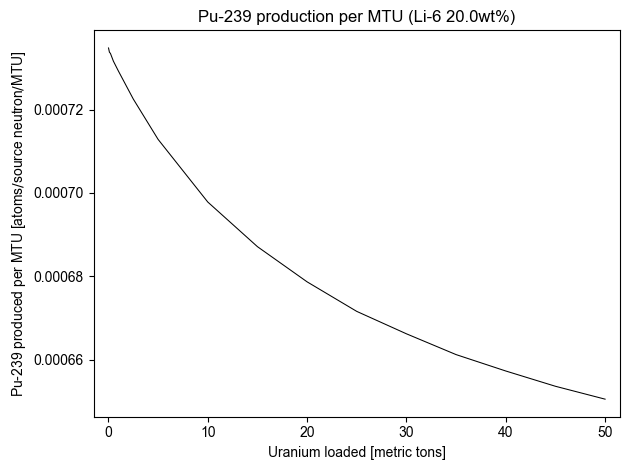 Pu-239 production per MTU (Li-6 20.0wt%)
Pu-239 produced per MTU [atoms/source neutron/MTU]
0.00072
0.00070
0.00068
0.00066
0 10 20 30 40 50
Uranium loaded [metric tons]